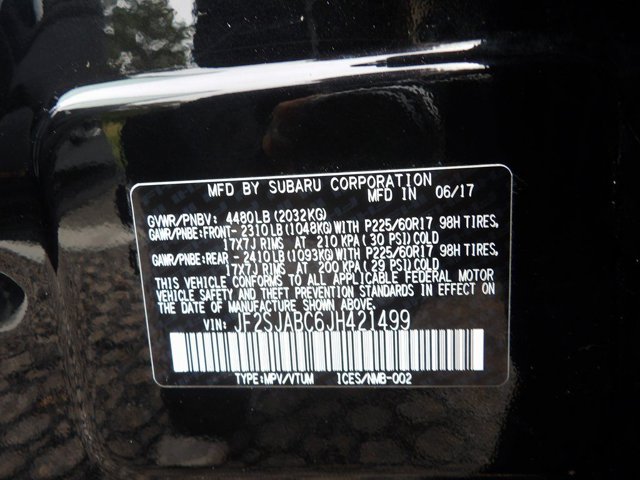 MFD BY SUBARU CORPORATION
MFD IN 06/17
GVWR/PNBV: 4480LB(2032KG)
GAWR/PNBE:FRONT- 2310LB(1048KG)WITH P225/60R17 98H TIRES,
17X7J RIMS AT 210 KPA(30 PSI)COLD
GAWR/PNBE:REAR - 2410LB(1093KG)WITH P225/60R17 98H TIRES,
17X7J RIMS AT 200 KPA(29 PSI)COLD
THIS VEHICLE CONFORMS TO ALL APPLICABLE FEDERAL MOTOR
VEHICLE SAFETY AND THEFT PREVENTION STANDARDS IN EFFECT ON
THE DATE OF MANUFACTURE SHOWN ABOVE.
VIN: JF2SJABC6JH421499
TYPE:MPV/VTUM ICES/NMB-002